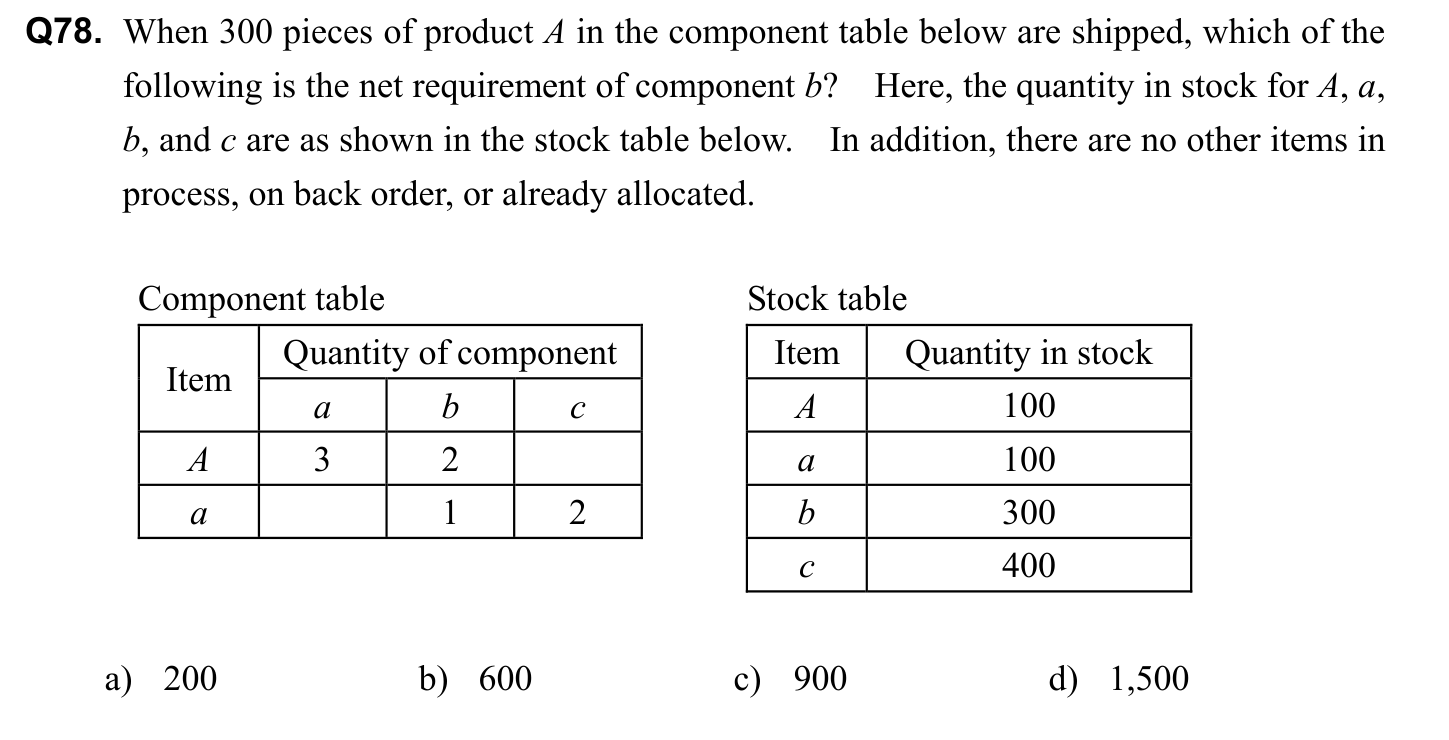 Q78. When 300 pieces of product A in the component table below are shipped, which of the
following is the net requirement of component b? Here, the quantity in stock for A, a,
b, and c are as shown in the stock table below. In addition, there are no other items in
process, on back order, or already allocated.
Component table
Item Quantity of component
a b c
A 3 2
a 1 2
Stock table
Item Quantity in stock
A 100
a 100
b 300
c 400
a) 200 b) 600 c) 900 d) 1,500